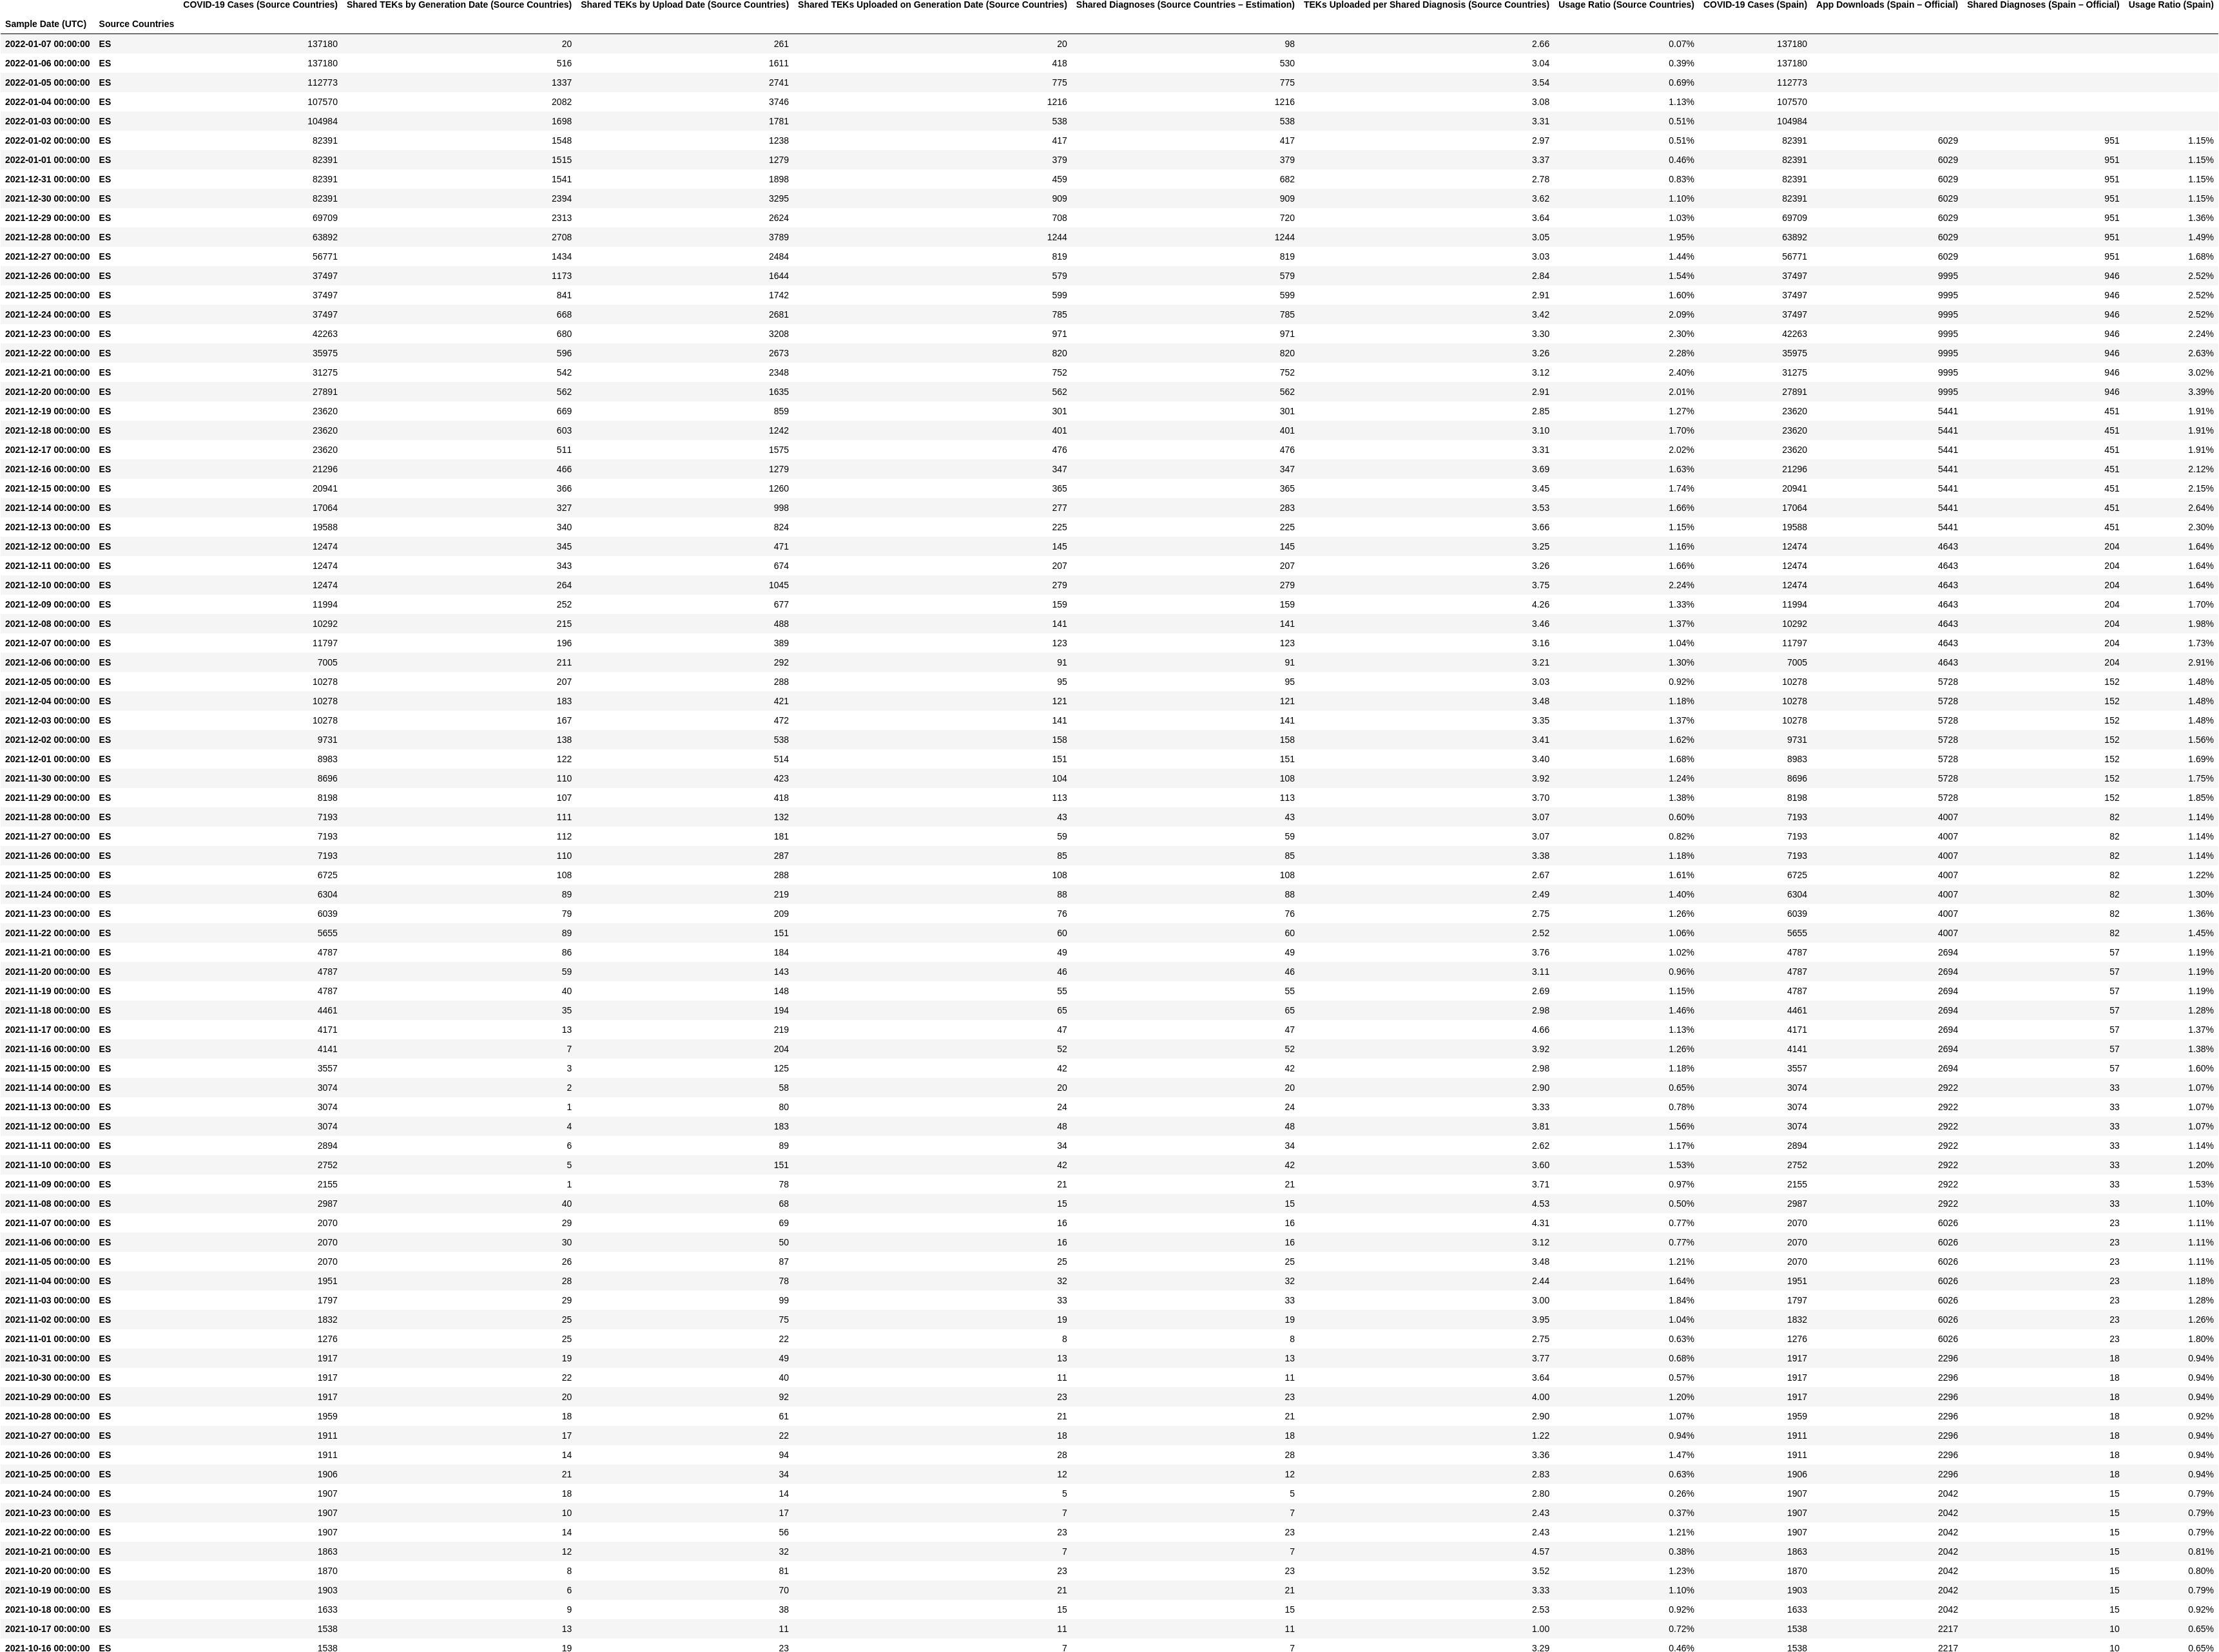 COVID-19 Cases (Source Countries) Shared TEKs by Generation Date (Source Countries) Shared TEKs by Upload Date (Source Countries) Shared TEKs Uploaded on Generation Date (Source Countries) Shared Diagnoses (Source Countries – Estimation) TEKs Uploaded per Shared Diagnosis (Source Countries) Usage Ratio (Source Countries) COVID-19 Cases (Spain) App Downloads (Spain – Official) Shared Diagnoses (Spain – Official) Usage Ratio (Spain)
Sample Date (UTC) Source Countries
2022-01-07 00:00:00 ES 137180 20 261 20 98 2.66 0.07% 137180
2022-01-06 00:00:00 ES 137180 516 1611 418 530 3.04 0.39% 137180
2022-01-05 00:00:00 ES 112773 1337 2741 775 775 3.54 0.69% 112773
2022-01-04 00:00:00 ES 107570 2082 3746 1216 1216 3.08 1.13% 107570
2022-01-03 00:00:00 ES 104984 1698 1781 538 538 3.31 0.51% 104984
2022-01-02 00:00:00 ES 82391 1548 1238 417 417 2.97 0.51% 82391 6029 951 1.15%
2022-01-01 00:00:00 ES 82391 1515 1279 379 379 3.37 0.46% 82391 6029 951 1.15%
2021-12-31 00:00:00 ES 82391 1541 1898 459 682 2.78 0.83% 82391 6029 951 1.15%
2021-12-30 00:00:00 ES 82391 2394 3295 909 909 3.62 1.10% 82391 6029 951 1.15%
2021-12-29 00:00:00 ES 69709 2313 2624 708 720 3.64 1.03% 69709 6029 951 1.36%
2021-12-28 00:00:00 ES 63892 2708 3789 1244 1244 3.05 1.95% 63892 6029 951 1.49%
2021-12-27 00:00:00 ES 56771 1434 2484 819 819 3.03 1.44% 56771 6029 951 1.68%
2021-12-26 00:00:00 ES 37497 1173 1644 579 579 2.84 1.54% 37497 9995 946 2.52%
2021-12-25 00:00:00 ES 37497 841 1742 599 599 2.91 1.60% 37497 9995 946 2.52%
2021-12-24 00:00:00 ES 37497 668 2681 785 785 3.42 2.09% 37497 9995 946 2.52%
2021-12-23 00:00:00 ES 42263 680 3208 971 971 3.30 2.30% 42263 9995 946 2.24%
2021-12-22 00:00:00 ES 35975 596 2673 820 820 3.26 2.28% 35975 9995 946 2.63%
2021-12-21 00:00:00 ES 31275 542 2348 752 752 3.12 2.40% 31275 9995 946 3.02%
2021-12-20 00:00:00 ES 27891 562 1635 562 562 2.91 2.01% 27891 9995 946 3.39%
2021-12-19 00:00:00 ES 23620 669 859 301 301 2.85 1.27% 23620 5441 451 1.91%
2021-12-18 00:00:00 ES 23620 603 1242 401 401 3.10 1.70% 23620 5441 451 1.91%
2021-12-17 00:00:00 ES 23620 511 1575 476 476 3.31 2.02% 23620 5441 451 1.91%
2021-12-16 00:00:00 ES 21296 466 1279 347 347 3.69 1.63% 21296 5441 451 2.12%
2021-12-15 00:00:00 ES 20941 366 1260 365 365 3.45 1.74% 20941 5441 451 2.15%
2021-12-14 00:00:00 ES 17064 327 998 277 283 3.53 1.66% 17064 5441 451 2.64%
2021-12-13 00:00:00 ES 19588 340 824 225 225 3.66 1.15% 19588 5441 451 2.30%
2021-12-12 00:00:00 ES 12474 345 471 145 145 3.25 1.16% 12474 4643 204 1.64%
2021-12-11 00:00:00 ES 12474 343 674 207 207 3.26 1.66% 12474 4643 204 1.64%
2021-12-10 00:00:00 ES 12474 264 1045 279 279 3.75 2.24% 12474 4643 204 1.64%
2021-12-09 00:00:00 ES 11994 252 677 159 159 4.26 1.33% 11994 4643 204 1.70%
2021-12-08 00:00:00 ES 10292 215 488 141 141 3.46 1.37% 10292 4643 204 1.98%
2021-12-07 00:00:00 ES 11797 196 389 123 123 3.16 1.04% 11797 4643 204 1.73%
2021-12-06 00:00:00 ES 7005 211 292 91 91 3.21 1.30% 7005 4643 204 2.91%
2021-12-05 00:00:00 ES 10278 207 288 95 95 3.03 0.92% 10278 5728 152 1.48%
2021-12-04 00:00:00 ES 10278 183 421 121 121 3.48 1.18% 10278 5728 152 1.48%
2021-12-03 00:00:00 ES 10278 167 472 141 141 3.35 1.37% 10278 5728 152 1.48%
2021-12-02 00:00:00 ES 9731 138 538 158 158 3.41 1.62% 9731 5728 152 1.56%
2021-12-01 00:00:00 ES 8983 122 514 151 151 3.40 1.68% 8983 5728 152 1.69%
2021-11-30 00:00:00 ES 8696 110 423 104 108 3.92 1.24% 8696 5728 152 1.75%
2021-11-29 00:00:00 ES 8198 107 418 113 113 3.70 1.38% 8198 5728 152 1.85%
2021-11-28 00:00:00 ES 7193 111 132 43 43 3.07 0.60% 7193 4007 82 1.14%
2021-11-27 00:00:00 ES 7193 112 181 59 59 3.07 0.82% 7193 4007 82 1.14%
2021-11-26 00:00:00 ES 7193 110 287 85 85 3.38 1.18% 7193 4007 82 1.14%
2021-11-25 00:00:00 ES 6725 108 288 108 108 2.67 1.61% 6725 4007 82 1.22%
2021-11-24 00:00:00 ES 6304 89 219 88 88 2.49 1.40% 6304 4007 82 1.30%
2021-11-23 00:00:00 ES 6039 79 209 76 76 2.75 1.26% 6039 4007 82 1.36%
2021-11-22 00:00:00 ES 5655 89 151 60 60 2.52 1.06% 5655 4007 82 1.45%
2021-11-21 00:00:00 ES 4787 86 184 49 49 3.76 1.02% 4787 2694 57 1.19%
2021-11-20 00:00:00 ES 4787 59 143 46 46 3.11 0.96% 4787 2694 57 1.19%
2021-11-19 00:00:00 ES 4787 40 148 55 55 2.69 1.15% 4787 2694 57 1.19%
2021-11-18 00:00:00 ES 4461 35 194 65 65 2.98 1.46% 4461 2694 57 1.28%
2021-11-17 00:00:00 ES 4171 13 219 47 47 4.66 1.13% 4171 2694 57 1.37%
2021-11-16 00:00:00 ES 4141 7 204 52 52 3.92 1.26% 4141 2694 57 1.38%
2021-11-15 00:00:00 ES 3557 3 125 42 42 2.98 1.18% 3557 2694 57 1.60%
2021-11-14 00:00:00 ES 3074 2 58 20 20 2.90 0.65% 3074 2922 33 1.07%
2021-11-13 00:00:00 ES 3074 1 80 24 24 3.33 0.78% 3074 2922 33 1.07%
2021-11-12 00:00:00 ES 3074 4 183 48 48 3.81 1.56% 3074 2922 33 1.07%
2021-11-11 00:00:00 ES 2894 6 89 34 34 2.62 1.17% 2894 2922 33 1.14%
2021-11-10 00:00:00 ES 2752 5 151 42 42 3.60 1.53% 2752 2922 33 1.20%
2021-11-09 00:00:00 ES 2155 1 78 21 21 3.71 0.97% 2155 2922 33 1.53%
2021-11-08 00:00:00 ES 2987 40 68 15 15 4.53 0.50% 2987 2922 33 1.10%
2021-11-07 00:00:00 ES 2070 29 69 16 16 4.31 0.77% 2070 6026 23 1.11%
2021-11-06 00:00:00 ES 2070 30 50 16 16 3.12 0.77% 2070 6026 23 1.11%
2021-11-05 00:00:00 ES 2070 26 87 25 25 3.48 1.21% 2070 6026 23 1.11%
2021-11-04 00:00:00 ES 1951 28 78 32 32 2.44 1.64% 1951 6026 23 1.18%
2021-11-03 00:00:00 ES 1797 29 99 33 33 3.00 1.84% 1797 6026 23 1.28%
2021-11-02 00:00:00 ES 1832 25 75 19 19 3.95 1.04% 1832 6026 23 1.26%
2021-11-01 00:00:00 ES 1276 25 22 8 8 2.75 0.63% 1276 6026 23 1.80%
2021-10-31 00:00:00 ES 1917 19 49 13 13 3.77 0.68% 1917 2296 18 0.94%
2021-10-30 00:00:00 ES 1917 22 40 11 11 3.64 0.57% 1917 2296 18 0.94%
2021-10-29 00:00:00 ES 1917 20 92 23 23 4.00 1.20% 1917 2296 18 0.94%
2021-10-28 00:00:00 ES 1959 18 61 21 21 2.90 1.07% 1959 2296 18 0.92%
2021-10-27 00:00:00 ES 1911 17 22 18 18 1.22 0.94% 1911 2296 18 0.94%
2021-10-26 00:00:00 ES 1911 14 94 28 28 3.36 1.47% 1911 2296 18 0.94%
2021-10-25 00:00:00 ES 1906 21 34 12 12 2.83 0.63% 1906 2296 18 0.94%
2021-10-24 00:00:00 ES 1907 18 14 5 5 2.80 0.26% 1907 2042 15 0.79%
2021-10-23 00:00:00 ES 1907 10 17 7 7 2.43 0.37% 1907 2042 15 0.79%
2021-10-22 00:00:00 ES 1907 14 56 23 23 2.43 1.21% 1907 2042 15 0.79%
2021-10-21 00:00:00 ES 1863 12 32 7 7 4.57 0.38% 1863 2042 15 0.81%
2021-10-20 00:00:00 ES 1870 8 81 23 23 3.52 1.23% 1870 2042 15 0.80%
2021-10-19 00:00:00 ES 1903 6 70 21 21 3.33 1.10% 1903 2042 15 0.79%
2021-10-18 00:00:00 ES 1633 9 38 15 15 2.53 0.92% 1633 2042 15 0.92%
2021-10-17 00:00:00 ES 1538 13 11 11 11 1.00 0.72% 1538 2217 10 0.65%
2021-10-16 00:00:00 ES 1538 19 23 7 7 3.29 0.46% 1538 2217 10 0.65%